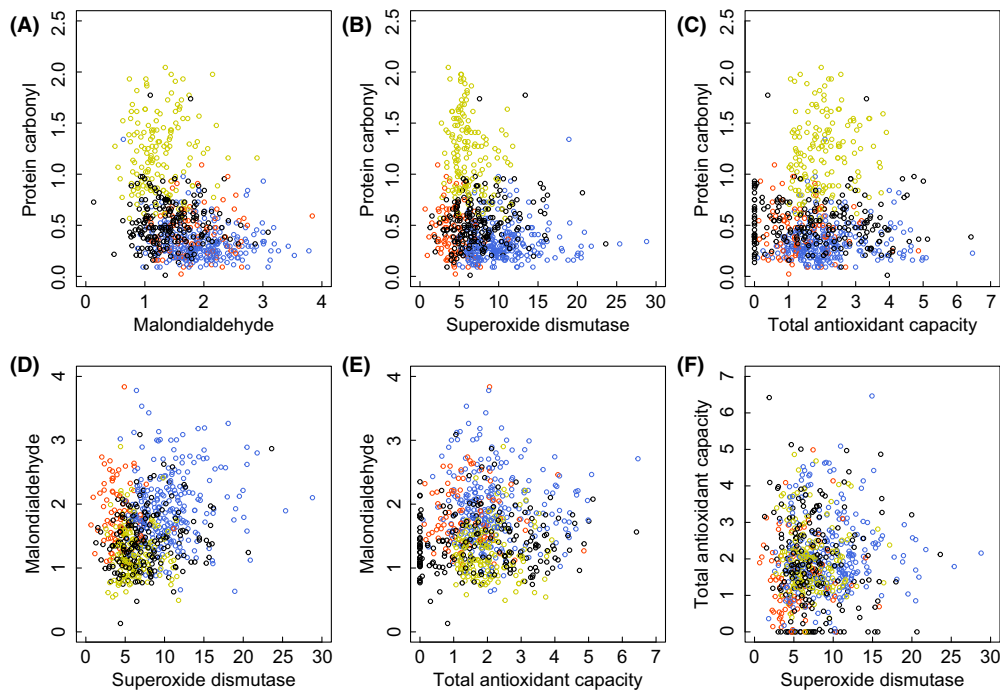 (A)
Protein carbonyl
0.0 0.5 1.0 1.5 2.0 2.5
0 1 2 3 4
Malondialdehyde
(B)
Protein carbonyl
0.0 0.5 1.0 1.5 2.0 2.5
0 5 10 15 20 25 30
Superoxide dismutase
(C)
Protein carbonyl
0.0 0.5 1.0 1.5 2.0 2.5
0 1 2 3 4 5 6 7
Total antioxidant capacity
(D)
Malondialdehyde
0 1 2 3 4
0 5 10 15 20 25 30
Superoxide dismutase
(E)
Malondialdehyde
0 1 2 3 4
0 1 2 3 4 5 6 7
Total antioxidant capacity
(F)
Total antioxidant capacity
0 1 2 3 4 5 6 7
0 5 10 15 20 25 30
Superoxide dismutase